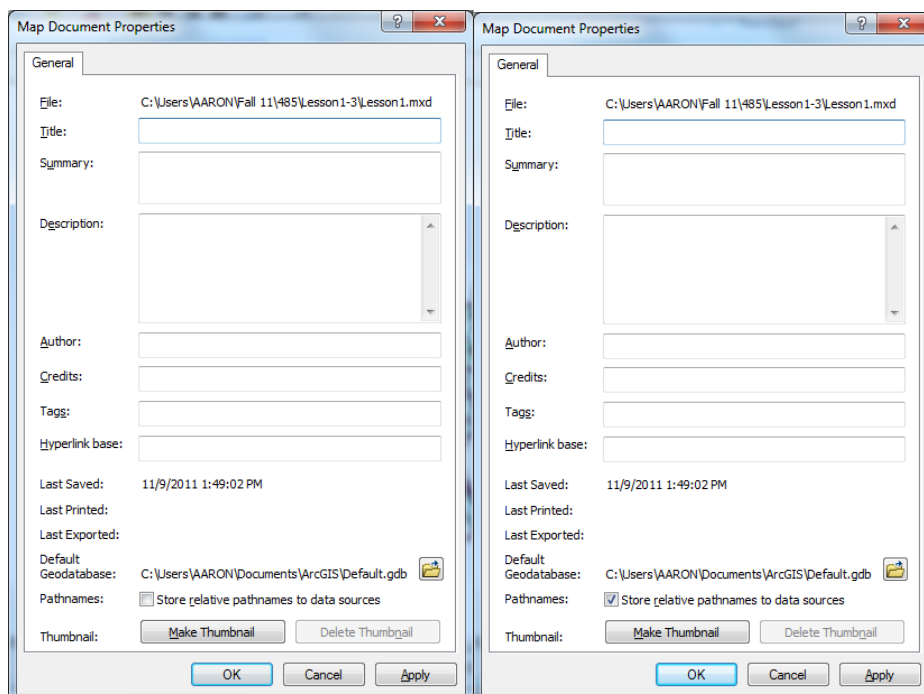 Map Document Properties
General
File: C:\Users\AARON\Fall 11\485\Lesson1-3\Lesson1.mxd
Title:
Summary:
Description:
Author:
Credits:
Tags:
Hyperlink base:
Last Saved: 11/9/2011 1:49:02 PM
Last Printed:
Last Exported:
Default
Geodatabase: C:\Users\AARON\Documents\ArcGIS\Default.gdb
Pathnames: Store relative pathnames to data sources
Thumbnail: Make Thumbnail Delete Thumbnail
OK Cancel Apply
Map Document Properties
General
File: C:\Users\AARON\Fall 11\485\Lesson1-3\Lesson1.mxd
Title:
Summary:
Description:
Author:
Credits:
Tags:
Hyperlink base:
Last Saved: 11/9/2011 1:49:02 PM
Last Printed:
Last Exported:
Default
Geodatabase: C:\Users\AARON\Documents\ArcGIS\Default.gdb
Pathnames: Store relative pathnames to data sources
Thumbnail: Make Thumbnail Delete Thumbnail
OK Cancel Apply